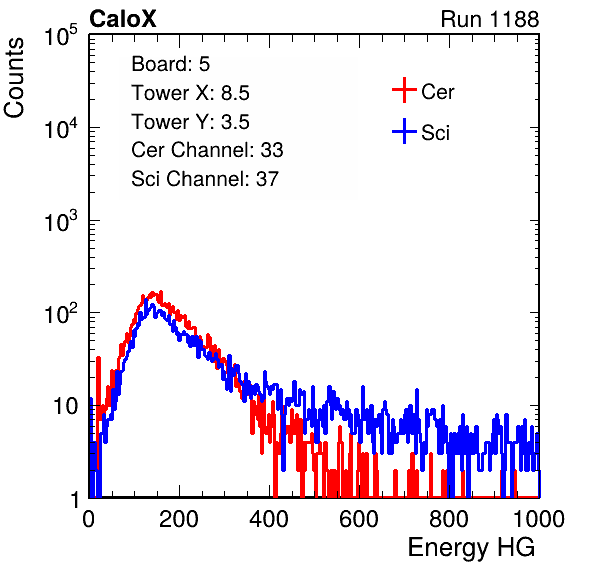 CaloX Run 1188
Counts
10^5
10^4
10^3
10^2
10
1
Board: 5
Tower X: 8.5
Tower Y: 3.5
Cer Channel: 33
Sci Channel: 37
Cer
Sci
0 200 400 600 800 1000
Energy HG